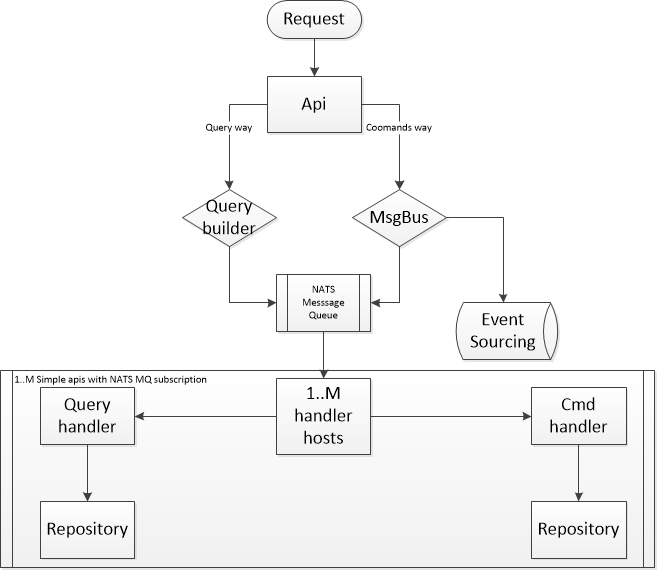 Request
Api
Query way
Coomands way
Query
builder
MsgBus
NATS
Messsage
Queue
Event
Sourcing
1..M Simple apis with NATS MQ subscription
1..M
handler
hosts
Query
handler
Cmd
handler
Repository
Repository